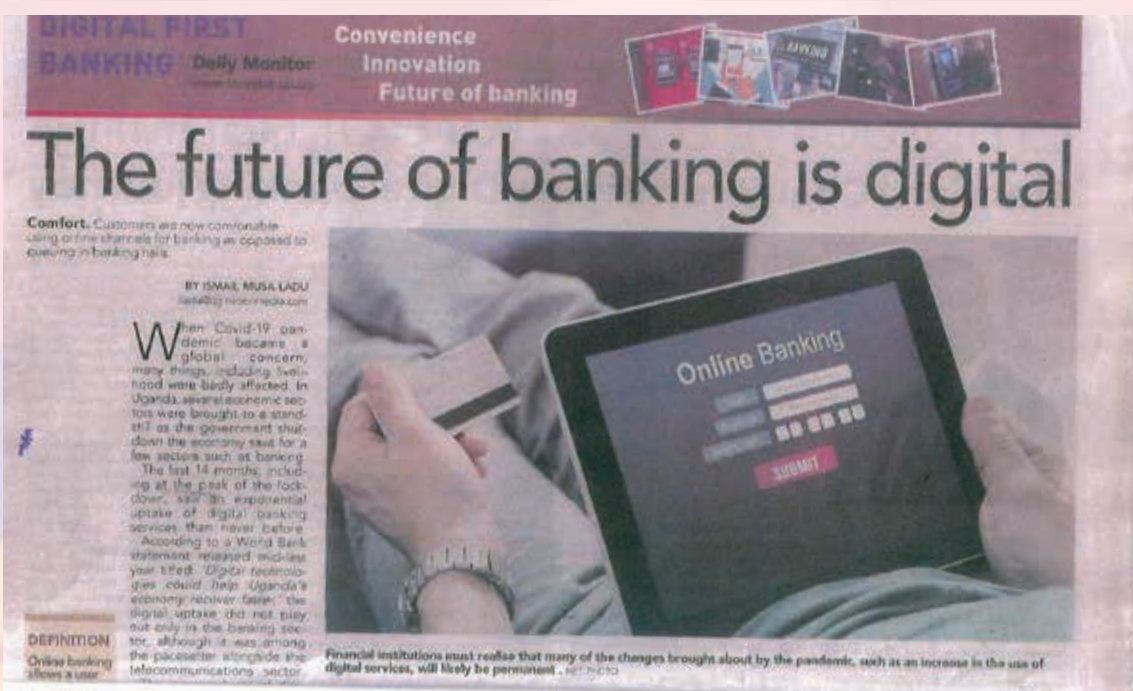 DIGITAL FIRST
BANKING Daily Monitor
Convenience
Innovation
Future of banking
BANKING
The future of banking is digital
Comfort. Customers are now comfortable
using online channels for banking as opposed to
queuing in banking halls.
BY ISMAIL MUSA LADU
When Covid-19 pan-
demic became a
global concern,
many things, including liveli-
hood were badly affected. In
Uganda, several economic sec-
tors were brought to a stand-
still as the government shut-
down the economy save for a
few sectors such as banking.
The last 14 months, includ-
ing at the peak of the lock-
down, saw an exponential
uptake of digital banking
services than never before.
According to a World Bank
statement released mid-last
year titled: 'Digital technolo-
gies could help Uganda's
economy recover faster,' the
digital uptake did not play
out only in the banking sec-
tor, although it was among
the pacesetter alongside the
telecommunications sector.
DEFINITION
Online banking
allows a user
Online Banking
SUBMIT
Financial institutions must realise that many of the changes brought about by the pandemic, such as an increase in the use of
digital services, will likely be permanent. NET PHOTO